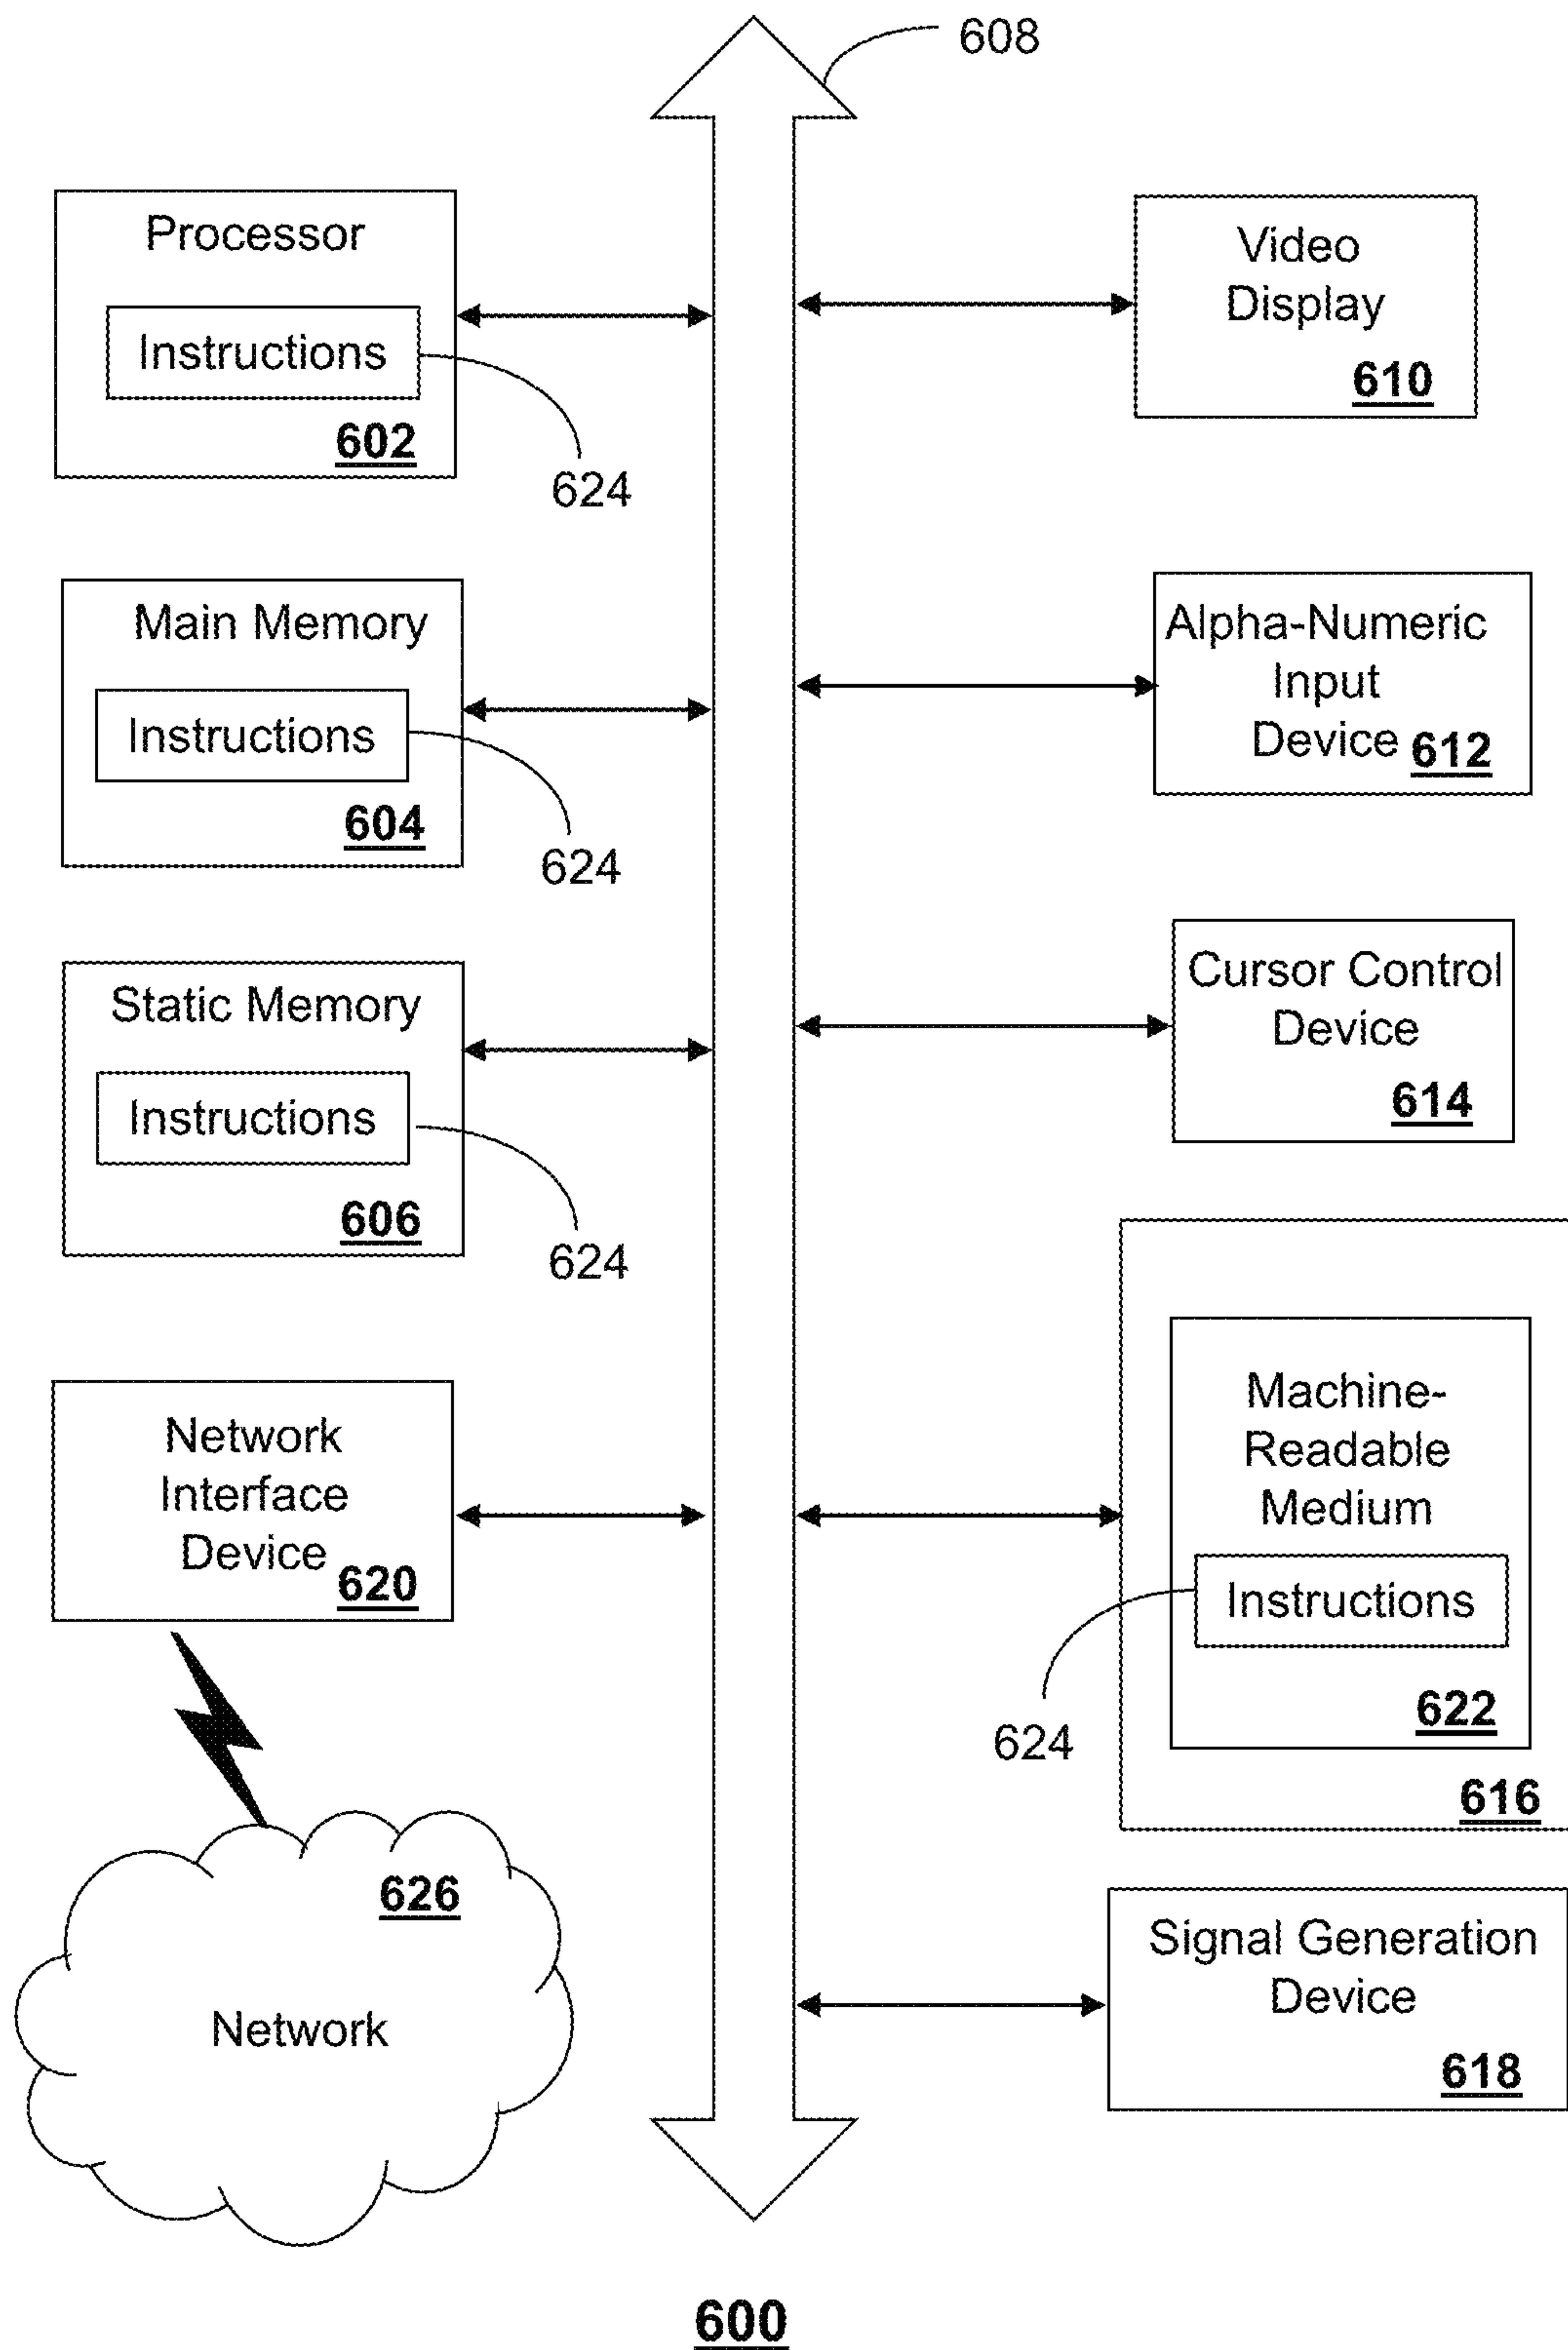 608
Processor
Instructions
602
624
Main Memory
Instructions
604
624
Static Memory
Instructions
606
624
Network
Interface
Device
620
626
Network
Video
Display
610
Alpha-Numeric
Input
Device 612
Cursor Control
Device
614
Machine-
Readable
Medium
Instructions
624
622
616
Signal Generation
Device
618
600